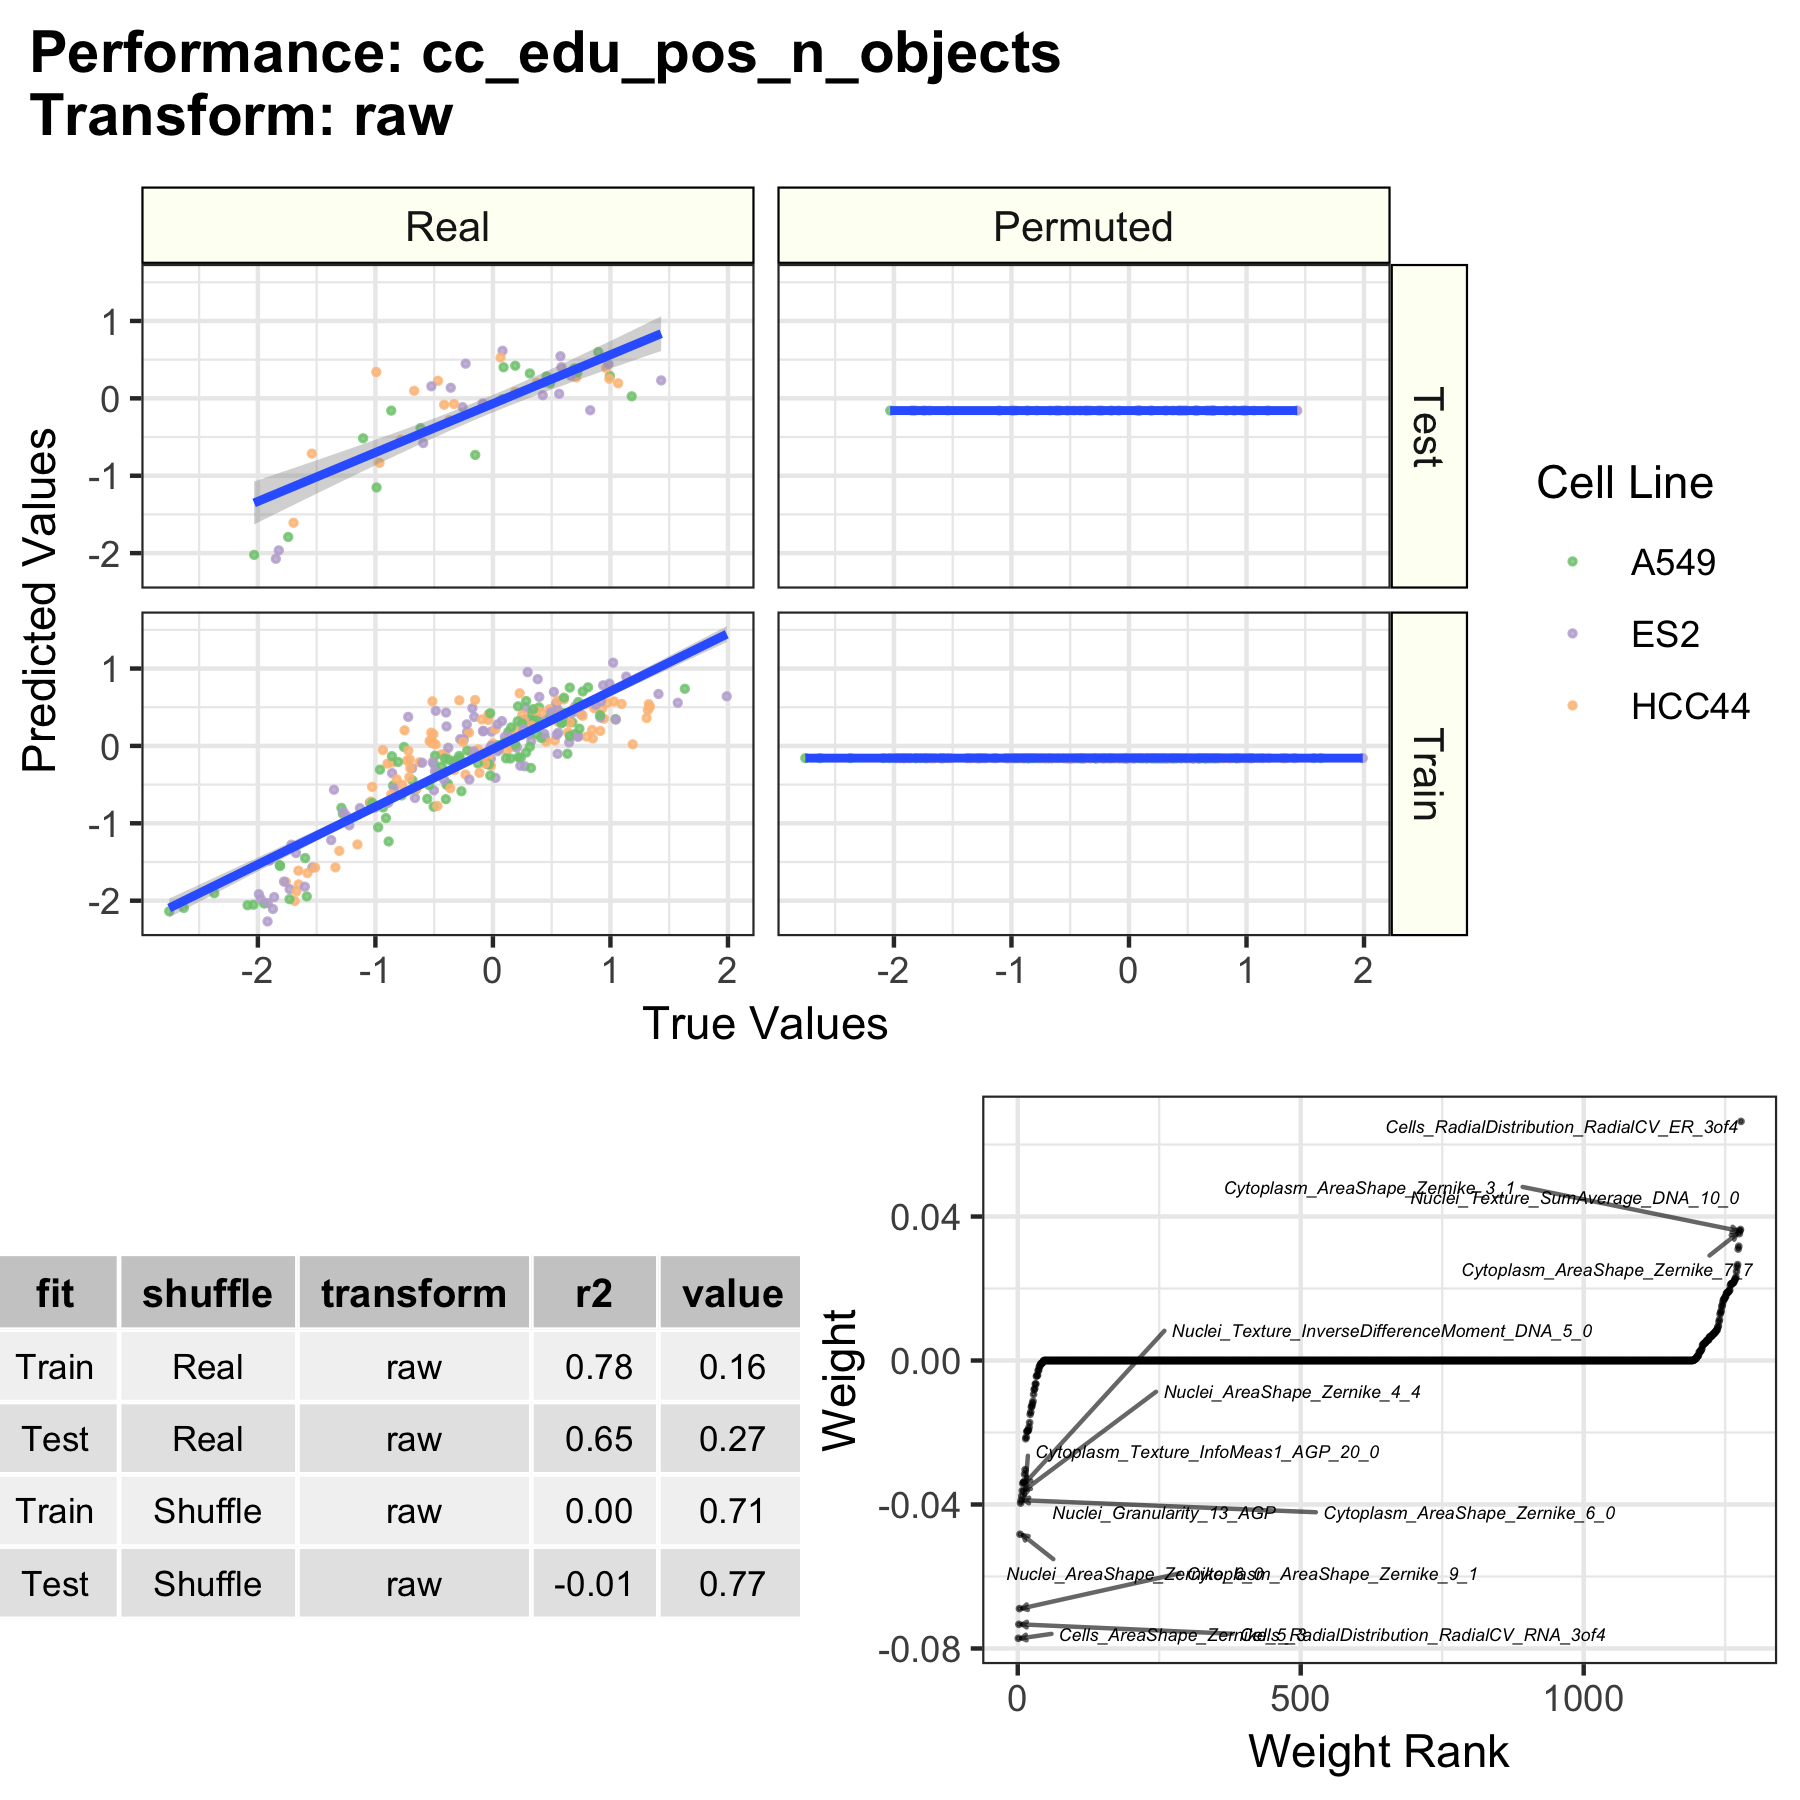 Performance: cc_edu_pos_n_objects
Transform: raw
Real
Permuted
1
0
-1
-2
Test
1
0
-1
-2
Train
-2 -1 0 1 2
-2 -1 0 1 2
Predicted Values
True Values
Cell Line
A549
ES2
HCC44
fit shuffle transform r2 value
Train Real raw 0.78 0.16
Test Real raw 0.65 0.27
Train Shuffle raw 0.00 0.71
Test Shuffle raw -0.01 0.77
Weight
0.04
0.00
-0.04
-0.08
Cells_RadialDistribution_RadialCV_ER_3of4
Cytoplasm_AreaShape_Zernike_3_1
Nuclei_Texture_SumAverage_DNA_10_0
Cytoplasm_AreaShape_Zernike_7_7
Nuclei_Texture_InverseDifferenceMoment_DNA_5_0
Nuclei_AreaShape_Zernike_4_4
Cytoplasm_Texture_InfoMeas1_AGP_20_0
Nuclei_Granularity_13_AGP
Cytoplasm_AreaShape_Zernike_6_0
Nuclei_AreaShape_Zernike_6_0
Cytoplasm_AreaShape_Zernike_9_1
Cells_AreaShape_Zernike_5_3
Cells_RadialDistribution_RadialCV_RNA_3of4
0 500 1000
Weight Rank